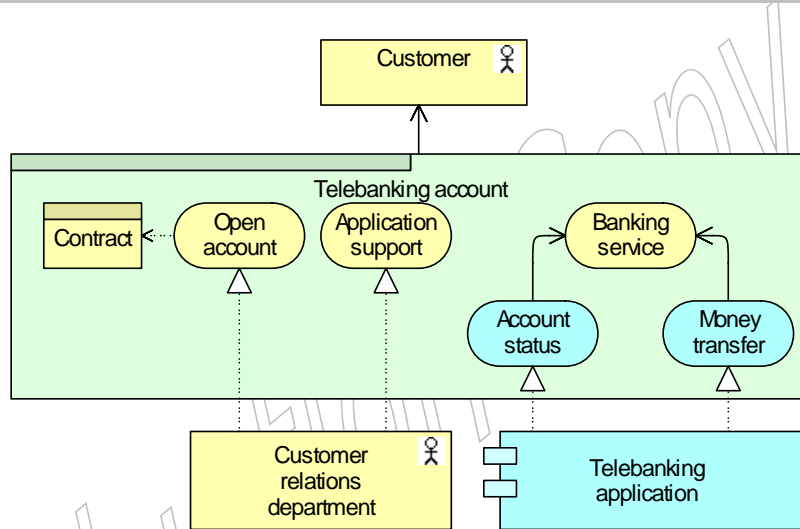 Customer
Telebanking account
Contract
Open
account
Application
support
Banking
service
Account
status
Money
transfer
Customer
relations
department
Telebanking
application